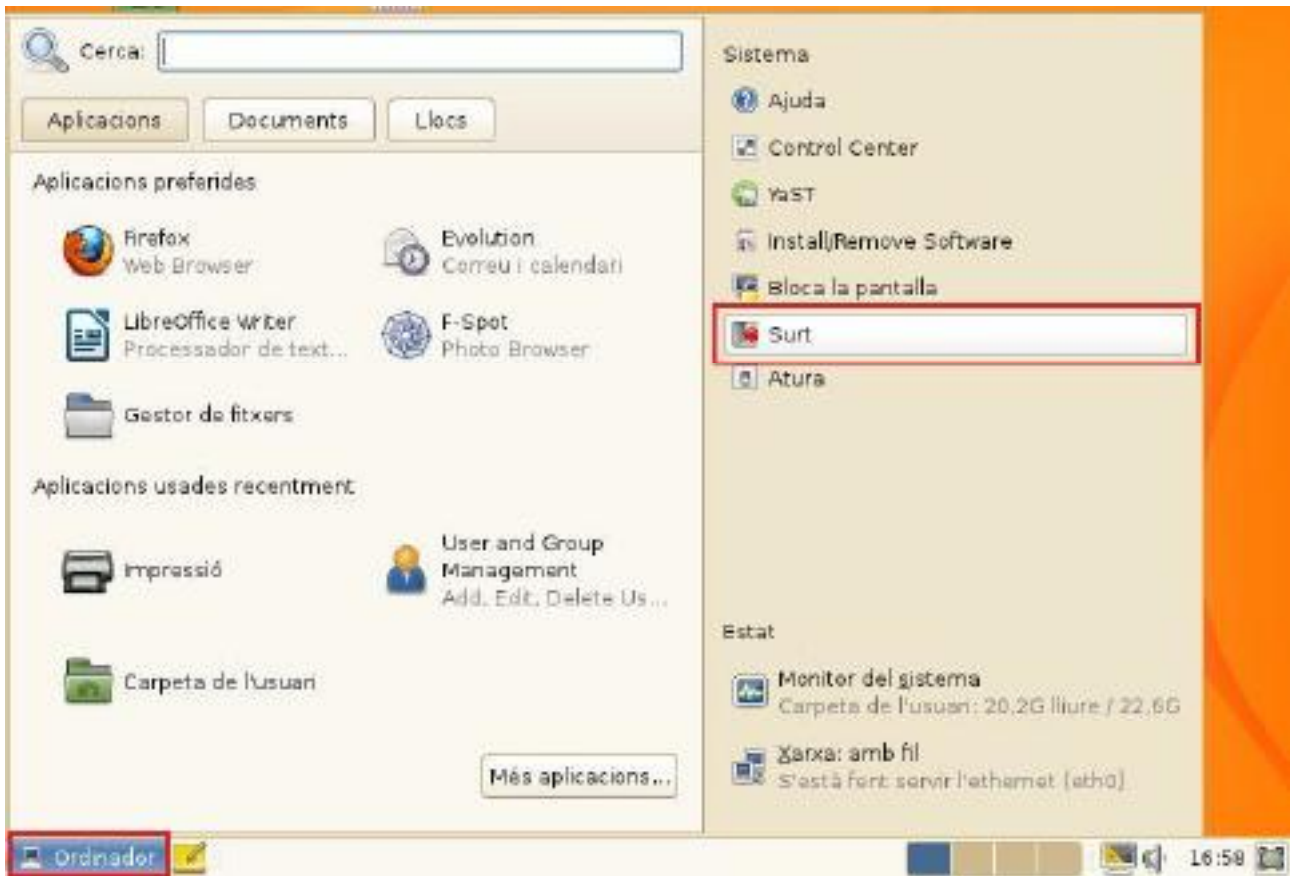 Cerca:
Aplicacions
Documents
Llocs
Aplicacions preferides
Firefox
Web Browser
Evolution
Correu i calendari
LibreOffice Writer
Processador de text...
F-Spot
Photo Browser
Gestor de fitxers
Aplicacions usades recentment
Impressió
User and Group
Management
Add, Edit, Delete Us...
Carpeta de l'usuari
Més aplicacions...
Sistema
Ajuda
Control Center
YaST
Install/Remove Software
Bloca la pantalla
Surt
Atura
Estat
Monitor del sistema
Carpeta de l'usuari: 20,2G lliure / 22,6G
Xarxa: amb fil
S'està fent servir l'ethernet (eth0)
Ordinador
16:58